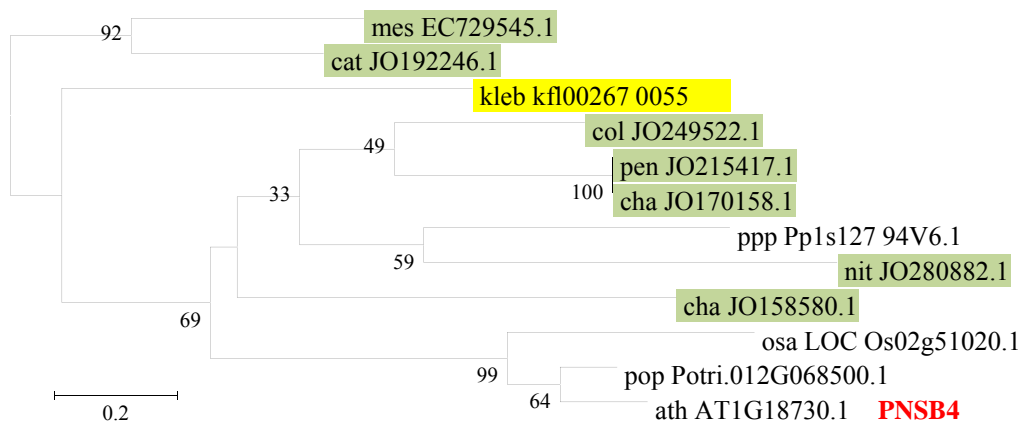 mes EC729545.1
92
cat JO192246.1
kleb kfl00267 0055
col JO249522.1
49
pen JO215417.1
100
cha JO170158.1
33
ppp Pp1s127 94V6.1
59
nit JO280882.1
cha JO158580.1
69
osa LOC Os02g51020.1
99
pop Potri.012G068500.1
64
ath AT1G18730.1 PNSB4
0.2